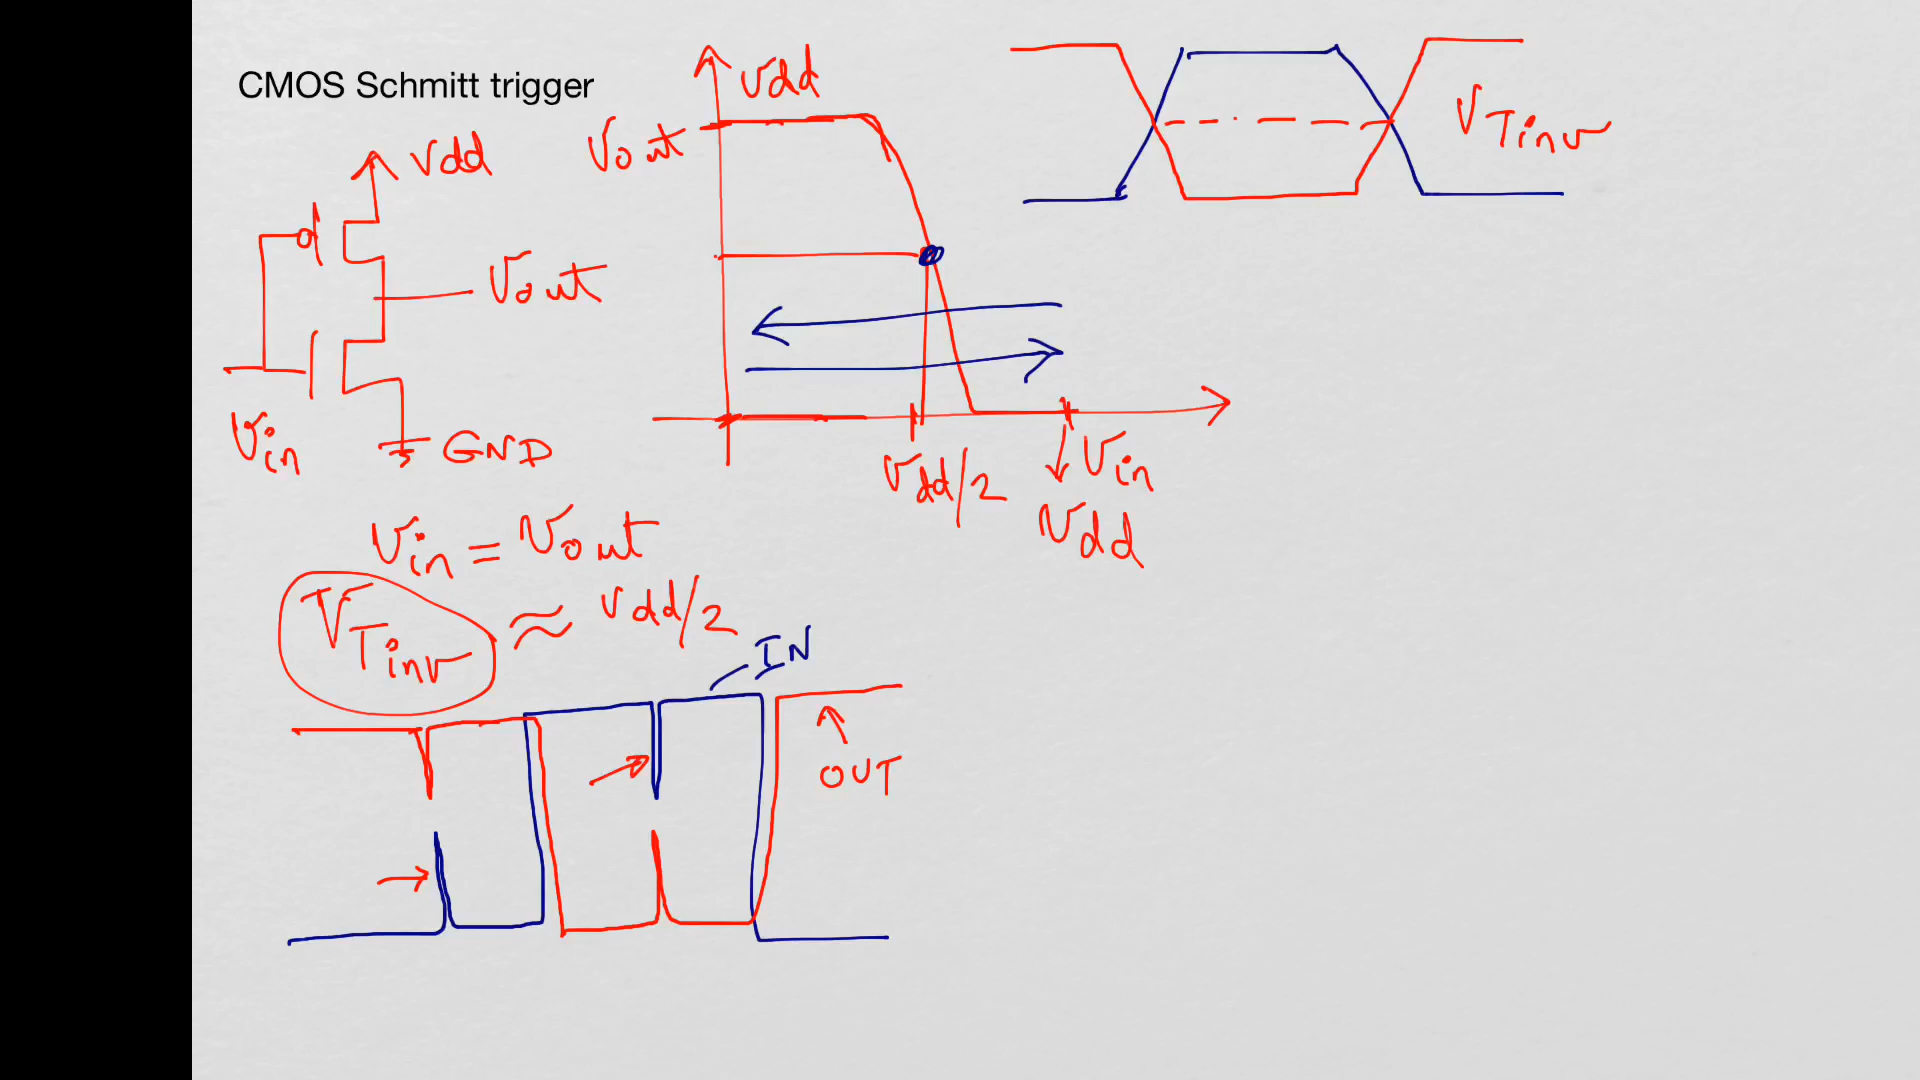 CMOS Schmitt trigger
Vdd
Vout
Vdd
Vout
Vin
GND
Vdd/2
Vin
Vdd
VTinv
Vin = Vout
VTinv ≈ Vdd/2
IN
OUT